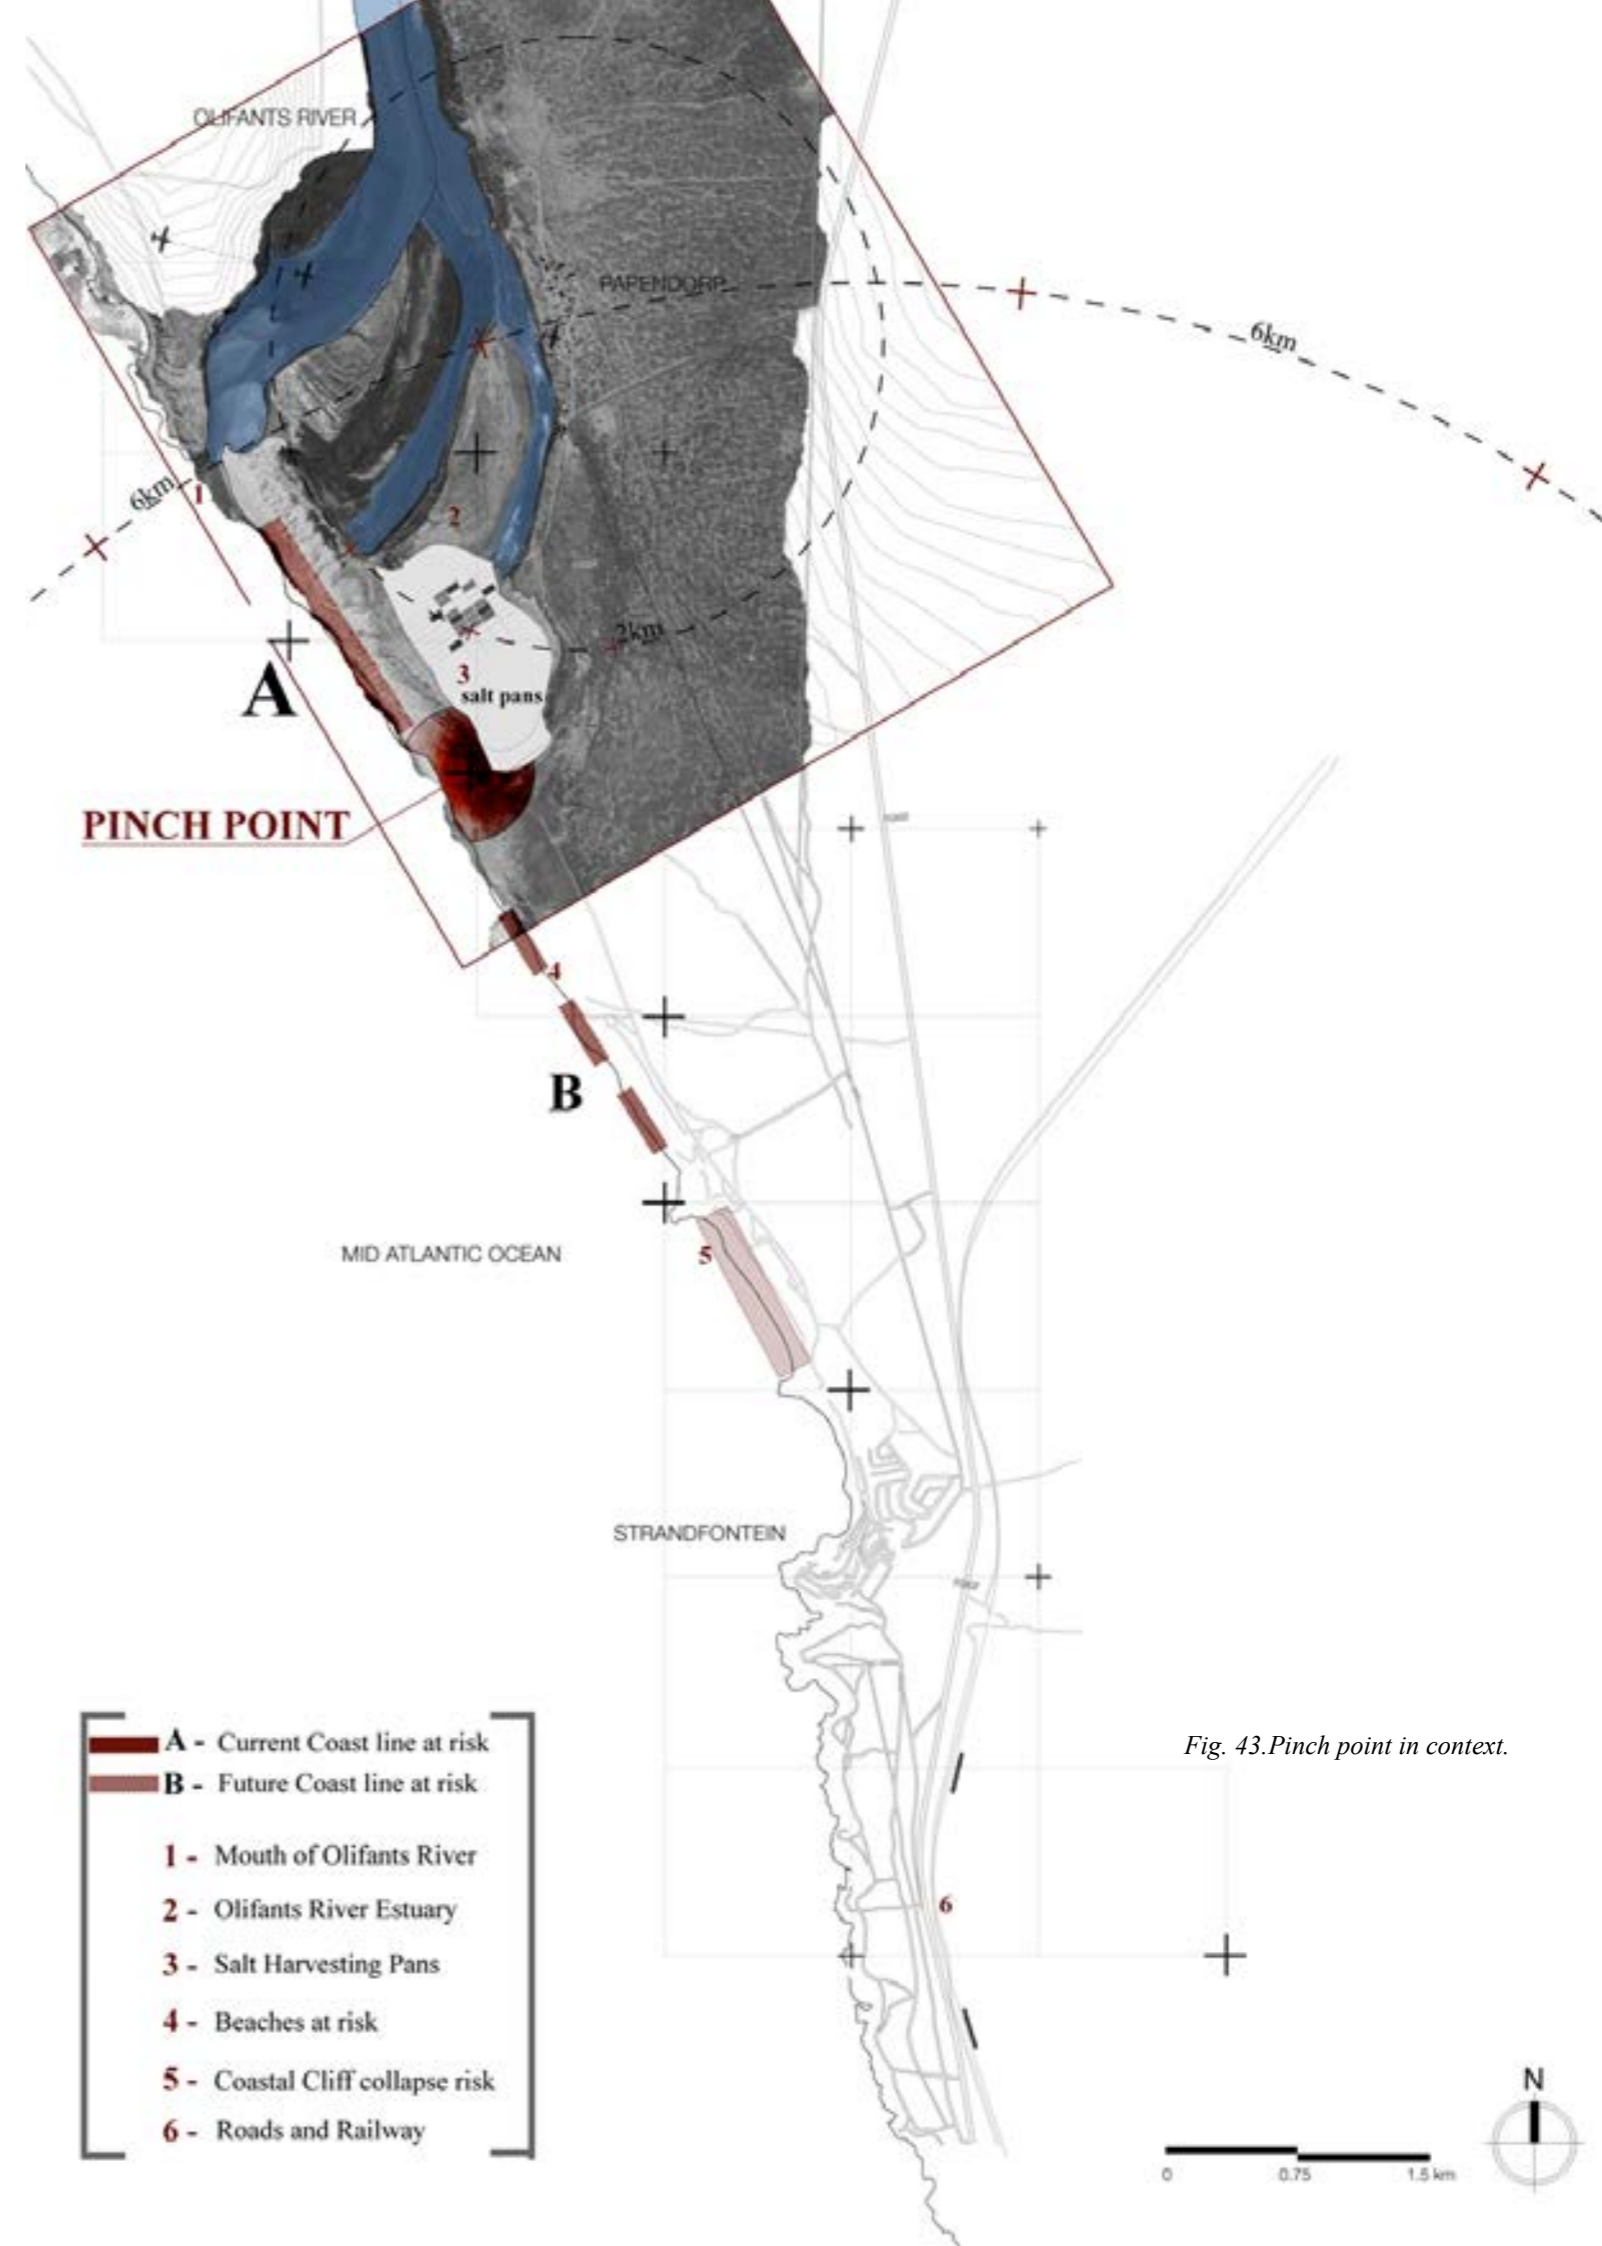 OLIFANTS RIVER
PAPENDORP
6km
6km
1
2
2km
3
salt pans
A
PINCH POINT
4
B
MID ATLANTIC OCEAN
5
STRANDFONTEIN
A - Current Coast line at risk
B - Future Coast line at risk
1 - Mouth of Olifants River
2 - Olifants River Estuary
3 - Salt Harvesting Pans
4 - Beaches at risk
5 - Coastal Cliff collapse risk
6 - Roads and Railway
Fig. 43.Pinch point in context.
6
N
0 0.75 1.5 km